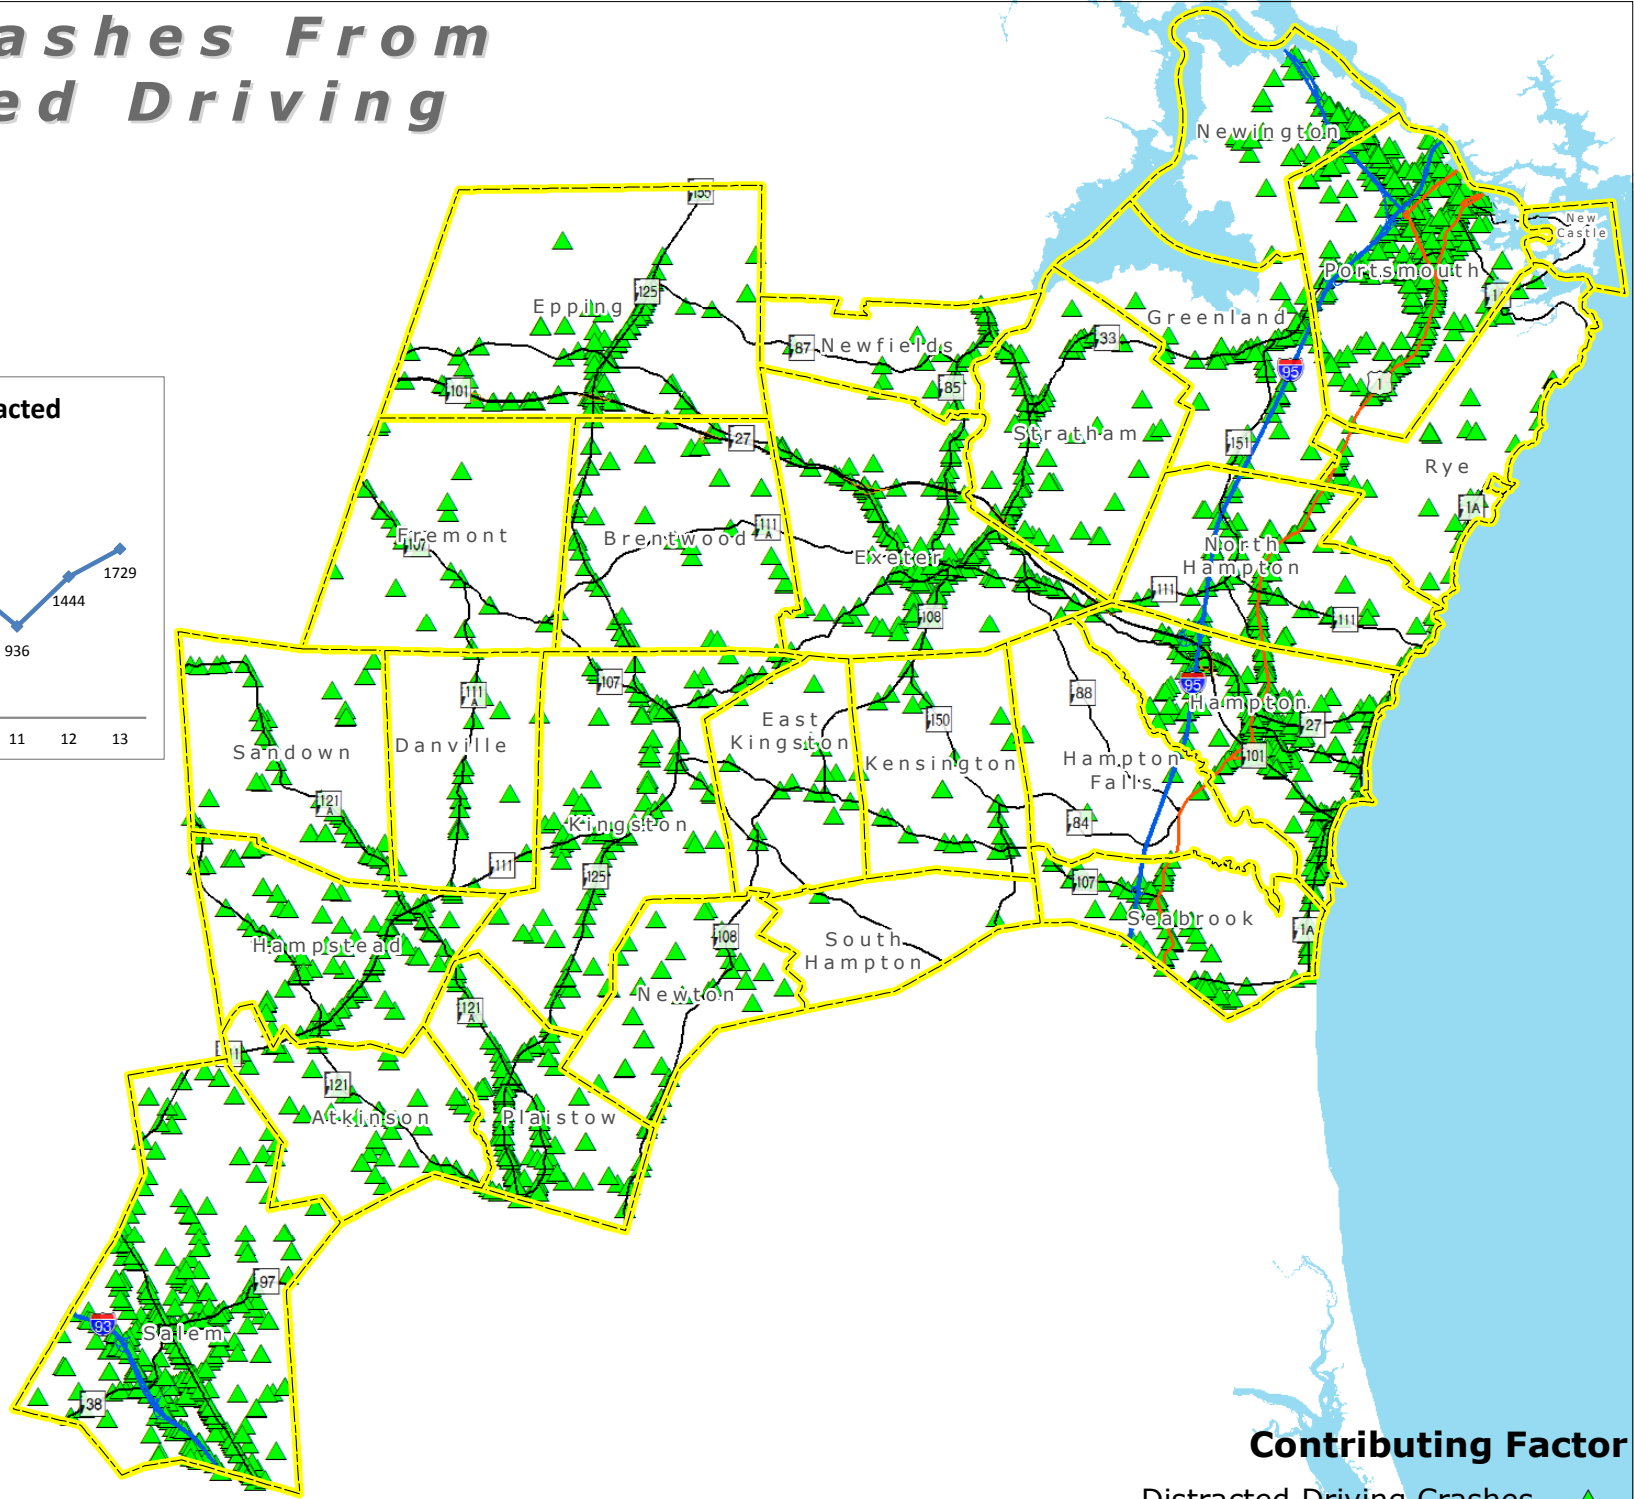 ashes From
ed Driving
acted
1729
1444
936
11 12 13
Newington
New
Castle
155
Portsmouth
125
1A
Epping
Greenland
33
87
Newfields
95
1
85
101
Stratham
27
151
Rye
1A
111
A
Fremont
Brentwood
107
North
Hampton
Exeter
111
108
111
107
95
111
A
88
Hampton
East
Kingston
150
27
Sandown
Danville
Hampton
Falls
101
Kensington
121
A
84
Kingston
111
125
107
Seabrook
1A
108
Hampstead
South
Hampton
Newton
121
A
121
Atkinson
Plaistow
97
93
Salem
38
Contributing Factor
Distracted Driving Crashes